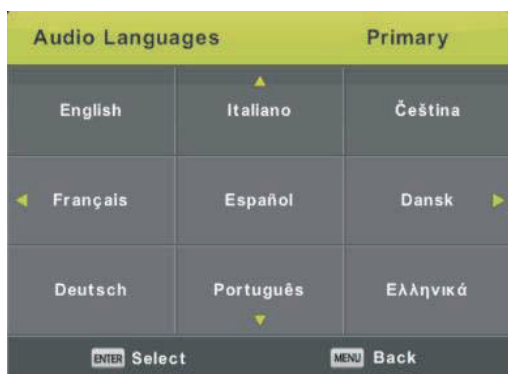 Audio Languages Primary
English Italiano Čeština
Français Español Dansk
Deutsch Português Ελληνικά
ENTER Select MENU Back